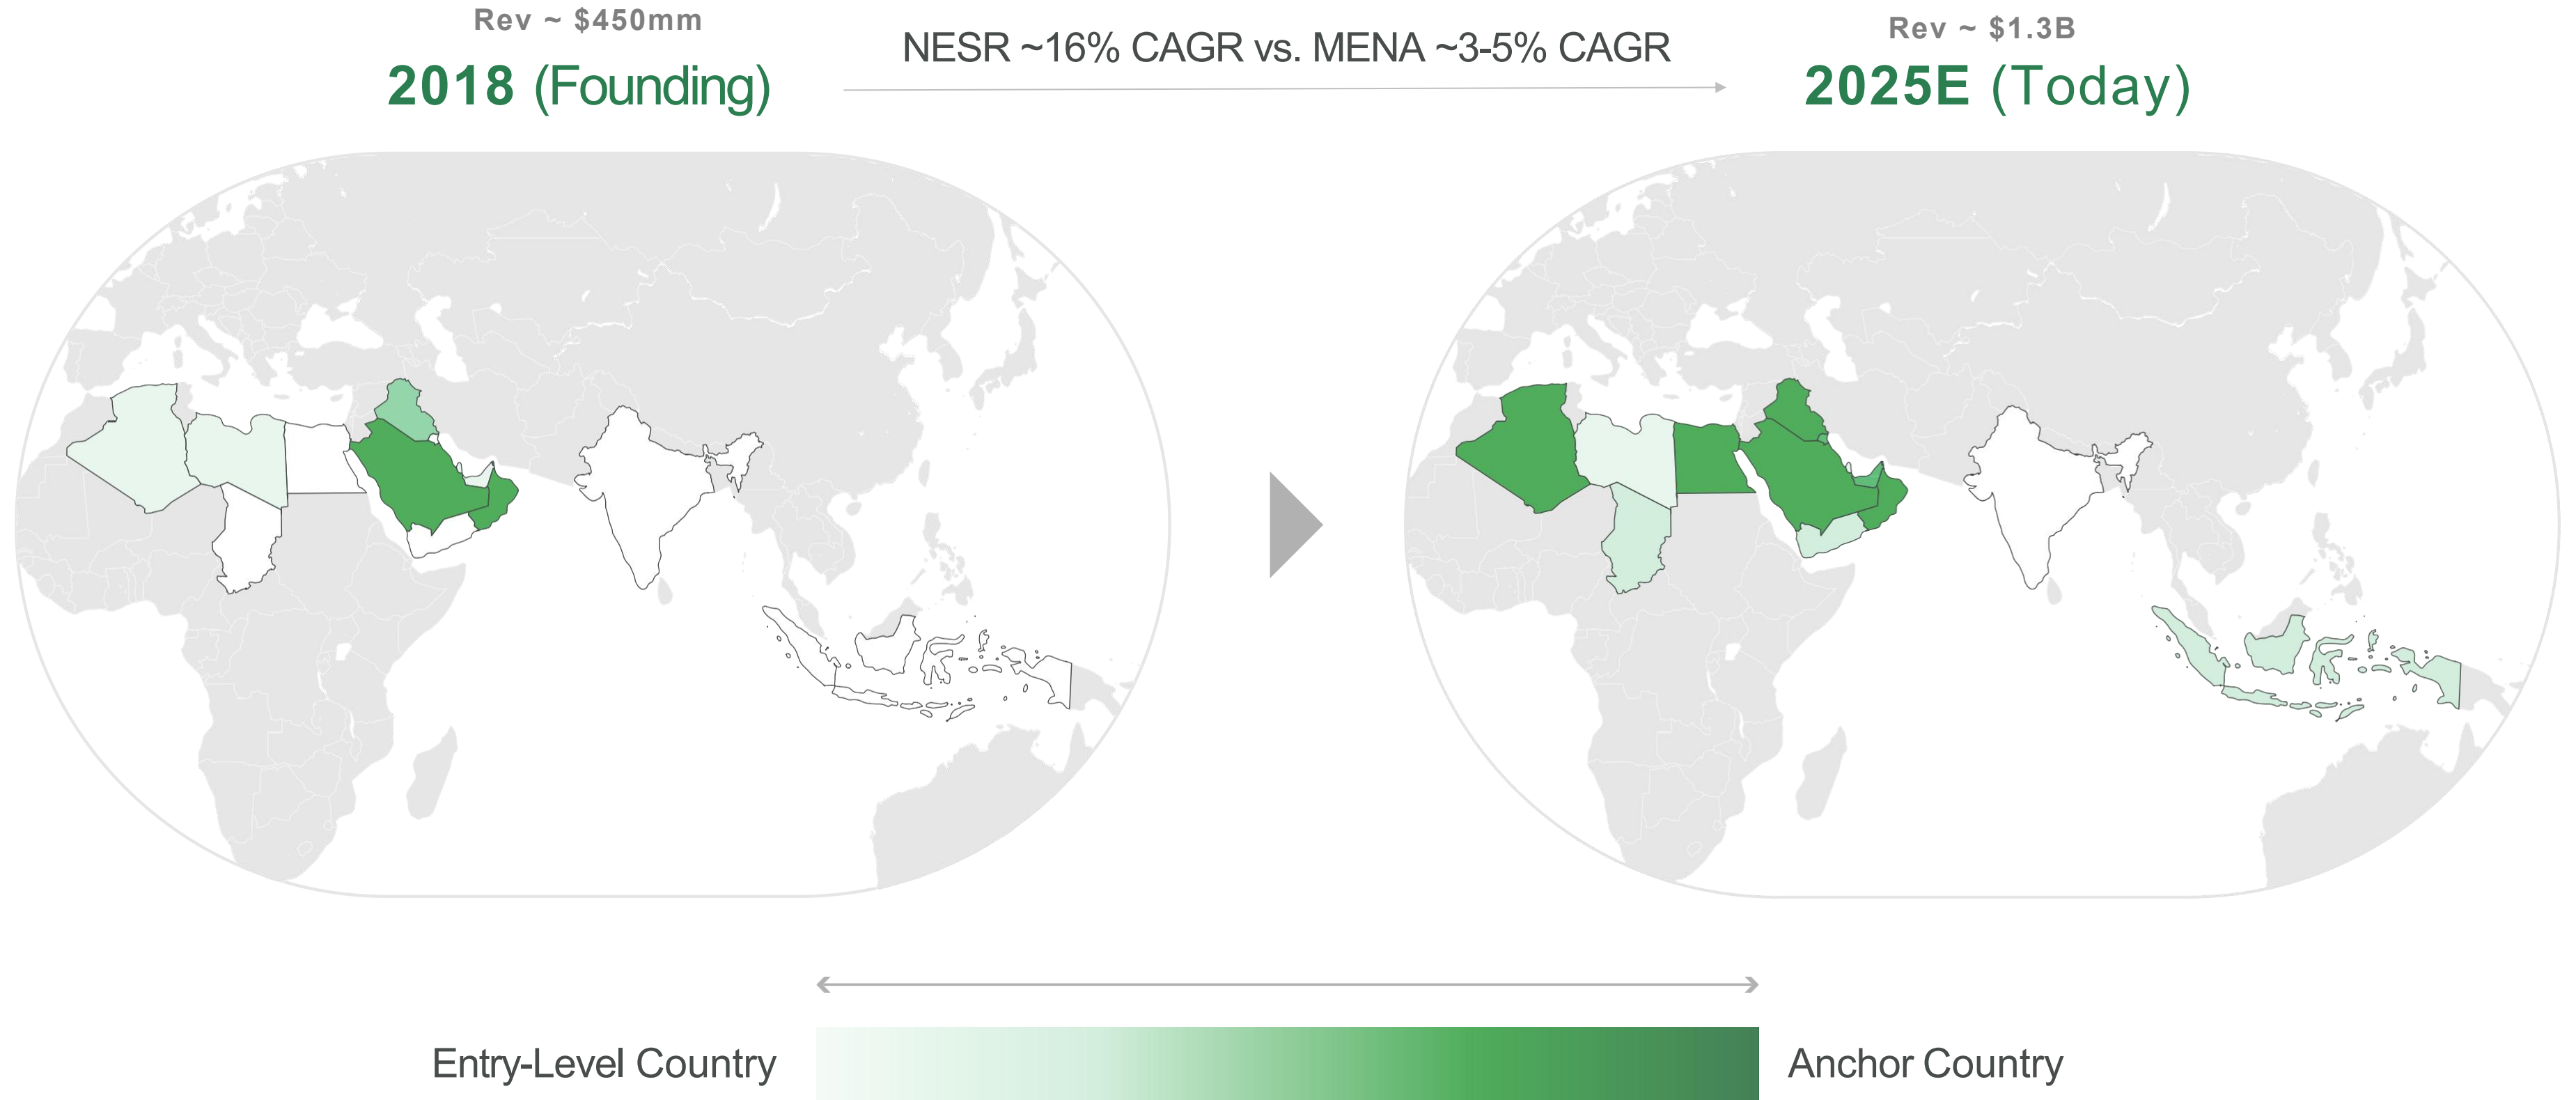 Rev ~ $450mm
2018 (Founding)
NESR ~16% CAGR vs. MENA ~3-5% CAGR
Rev ~ $1.3B
2025E (Today)
Entry-Level Country
Anchor Country